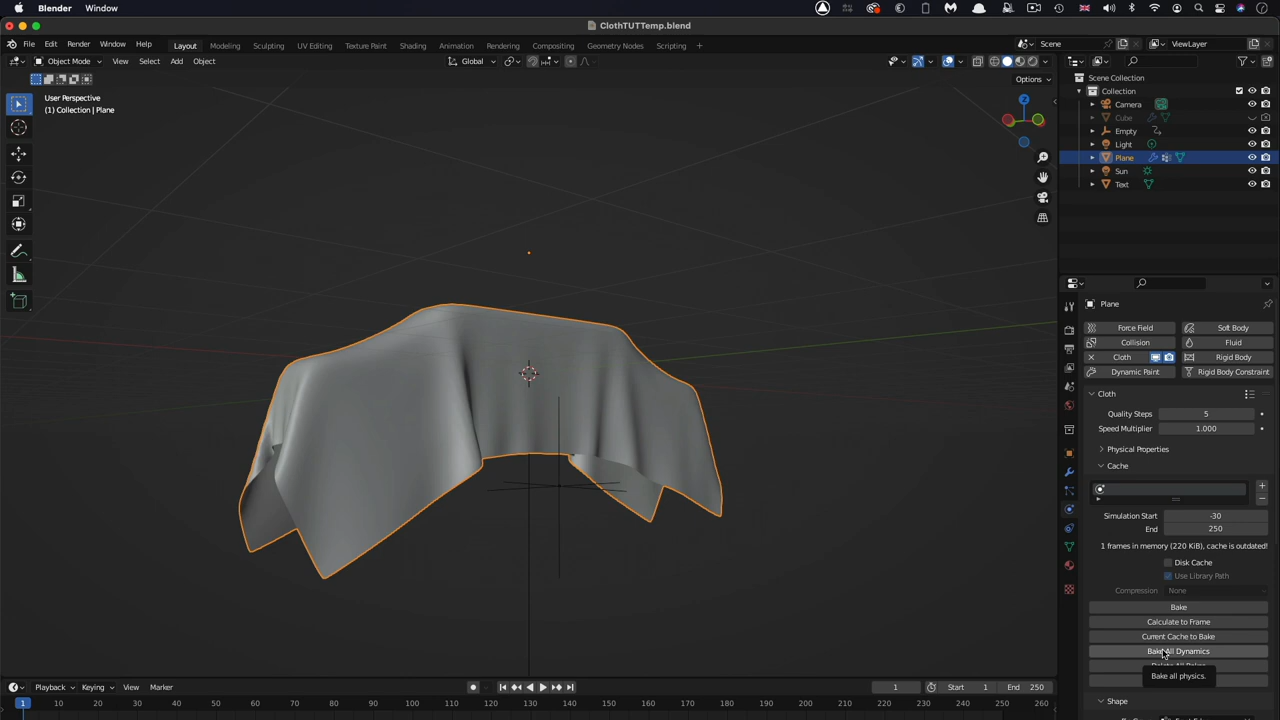 Blender Window
ClothTUTTemp.blend
File Edit Render Window Help Layout Modeling Sculpting UV Editing Texture Paint Shading Animation Rendering Compositing Geometry Nodes Scripting + Scene ViewLayer
Object Mode View Select Add Object Global
Options
User Perspective
(1) Collection | Plane
Z
Scene Collection
Collection
Camera
Cube
Empty
Light
Plane
Sun
Text
Plane
Force Field Soft Body
Collision Fluid
Cloth Rigid Body
Dynamic Paint Rigid Body Constraint
Cloth
Quality Steps 5
Speed Multiplier 1.000
Physical Properties
Cache
Simulation Start -30
End 250
1 frames in memory (220 KiB), cache is outdated!
Disk Cache
Use Library Path
Compression None
Bake
Calculate to Frame
Current Cache to Bake
Bake All Dynamics
Bake all physics.
Shape
Playback Keying View Marker 1 Start 1 End 250
1 10 20 30 40 50 60 70 80 90 100 110 120 130 140 150 160 170 180 190 200 210 220 230 240 250 260